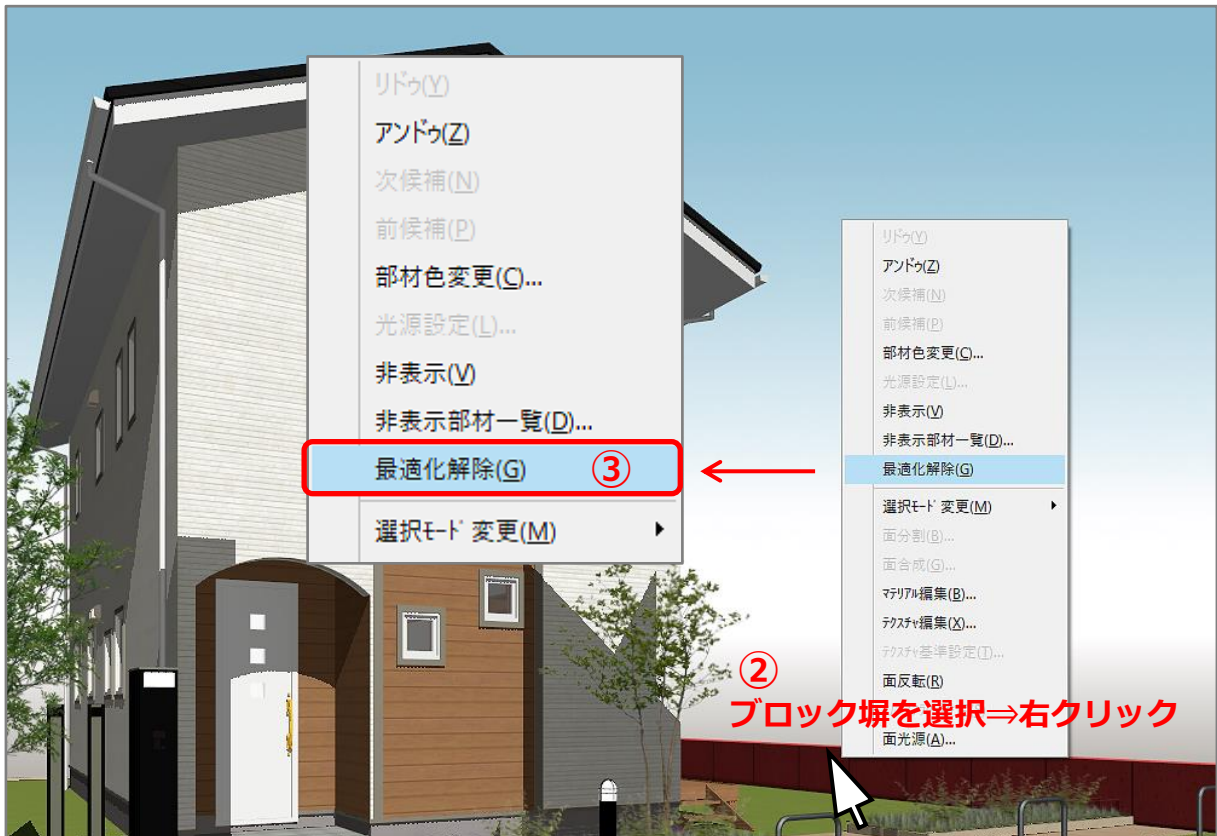 リドゥ(Y)
アンドゥ(Z)
次候補(N)
前候補(P)
部材色変更(C)...
光源設定(L)...
非表示(V)
非表示部材一覧(D)...
最適化解除(G) ③
選択ﾓｰﾄﾞ変更(M)
リドゥ(Y)
アンドゥ(Z)
次候補(N)
前候補(P)
部材色変更(C)...
光源設定(L)...
非表示(V)
非表示部材一覧(D)...
最適化解除(G)
選択ﾓｰﾄﾞ変更(M)
面分割(B)...
面合成(G)...
ﾏﾃﾘｱﾙ編集(B)...
ﾃｸｽﾁｬ編集(X)...
ﾃｸｽﾁｬ基準設定(T)...
面反転(R)
面光源(A)...
②
ブロック塀を選択⇒右クリック